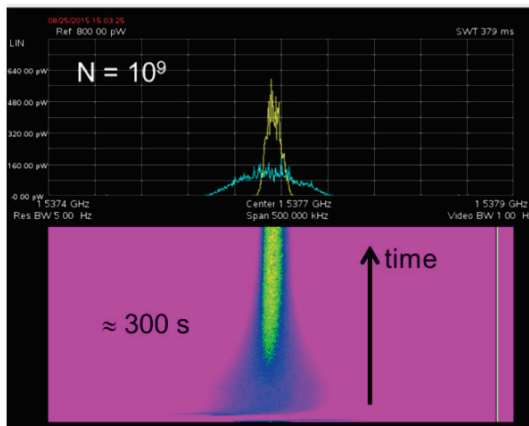 08/25/2015 15.03.25
Ref 800.00 pW SWT 379 ms
LIN
640.00 pW
N = 10⁹
480.00 pW
320.00 pW
160.00 pW
-0.00 pW
1 5374 GHz Center 1 5377 GHz 1 5379 GHz
Res BW 5.00 Hz Span 500.000 kHz Video BW 1 00 H
time
≈ 300 s